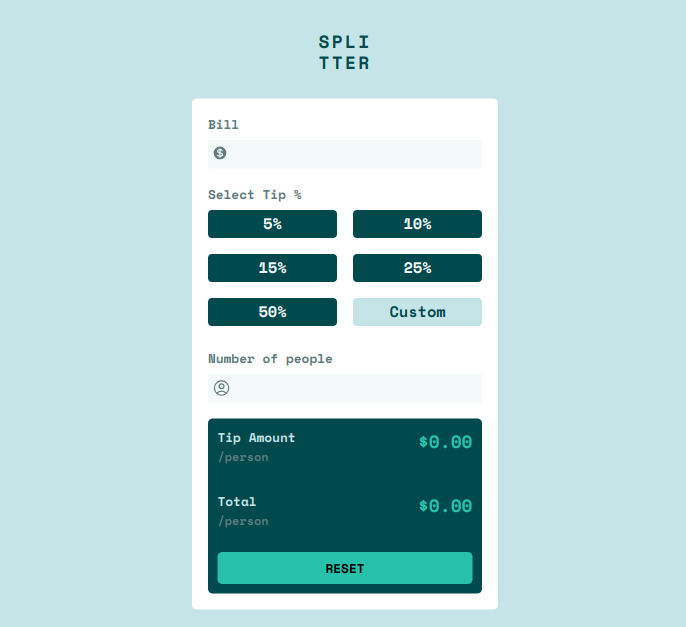 SPLI
TTER
Bill
$
Select Tip %
5% 10%
15% 25%
50% Custom
Number of people
Tip Amount $0.00
/person
Total $0.00
/person
RESET